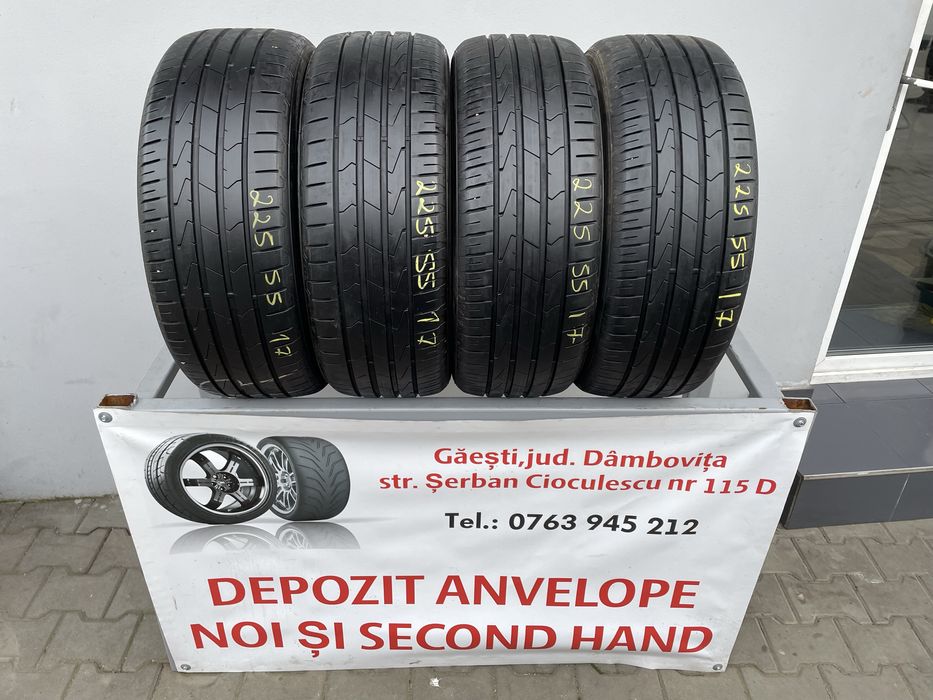 225 55 17
225 55 17
225 55 17
225 55 17
Găești,jud. Dâmbovița
str. Șerban Cioculescu nr 115 D
Tel.: 0763 945 212
DEPOZIT ANVELOPE
NOI ȘI SECOND HAND